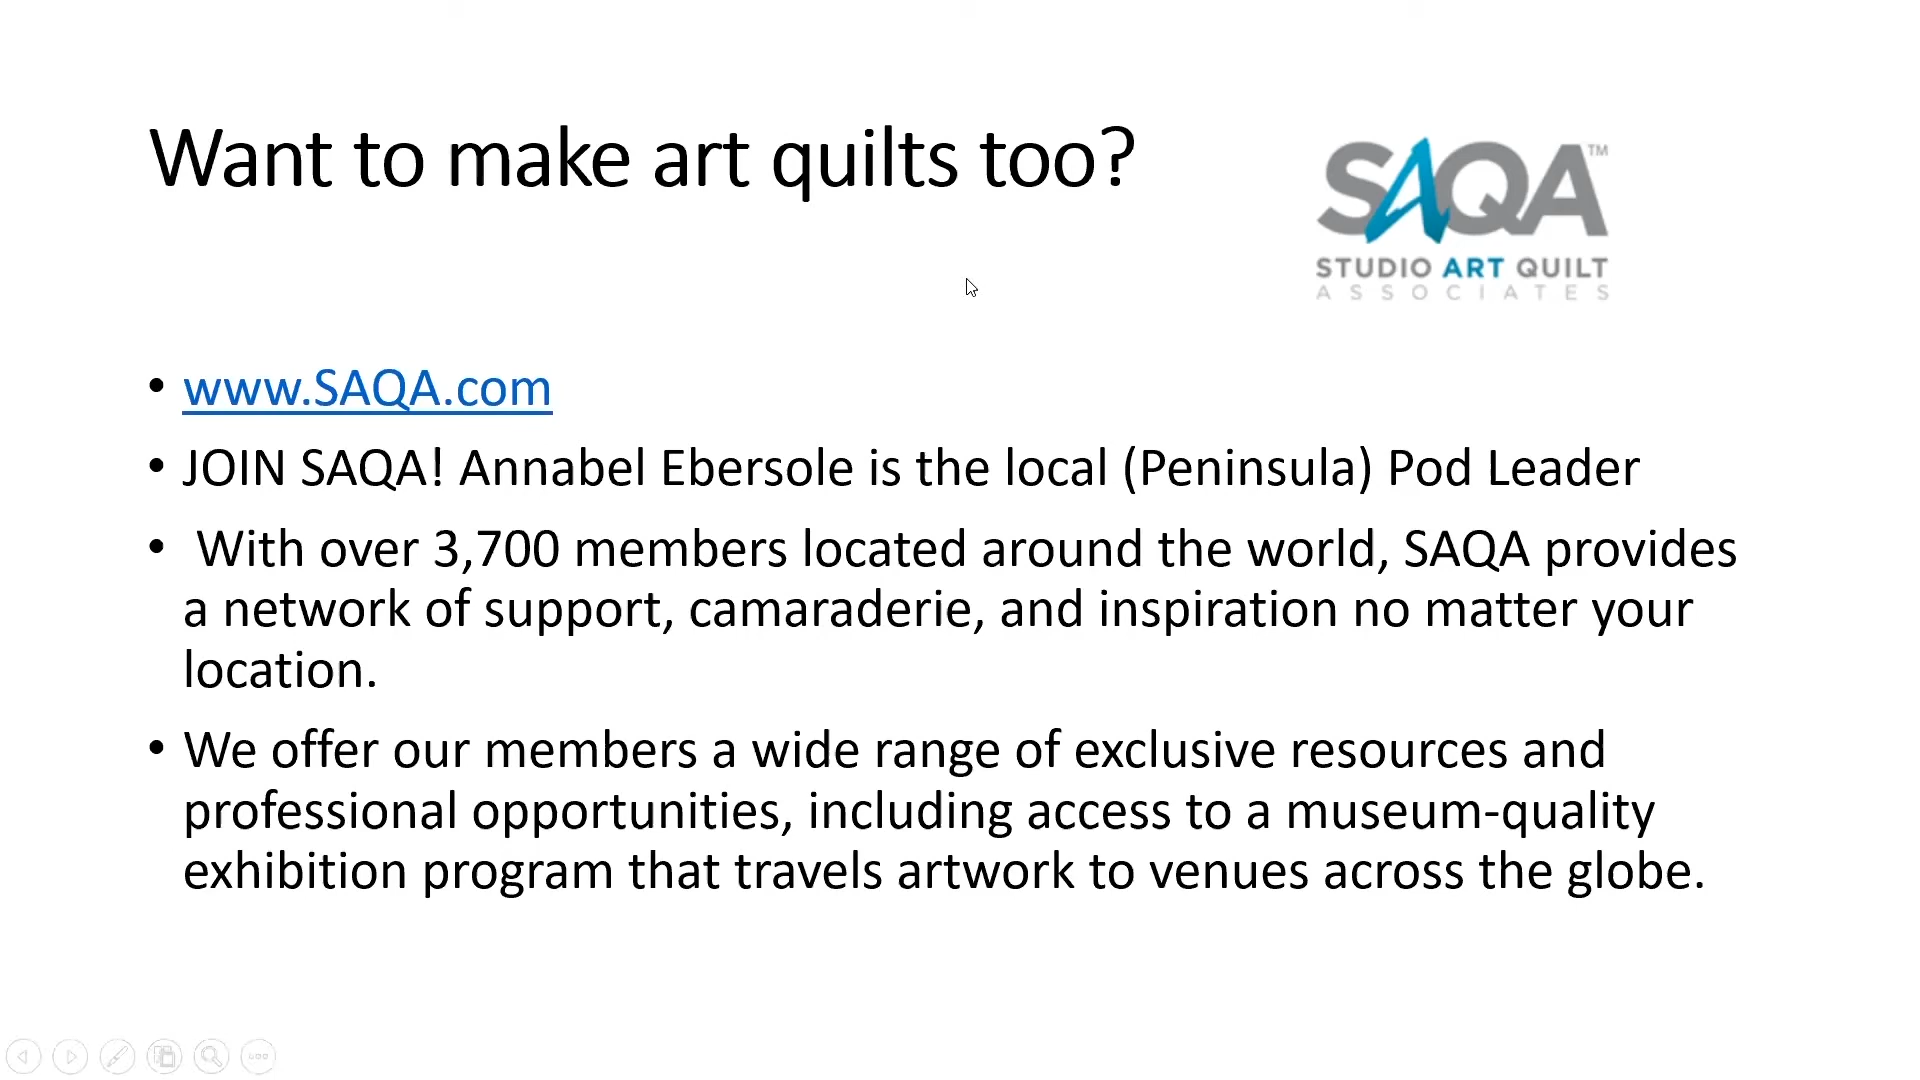 Want to make art quilts too?
SAQA™
STUDIO ART QUILT
ASSOCIATES
• www.SAQA.com
• JOIN SAQA! Annabel Ebersole is the local (Peninsula) Pod Leader
• With over 3,700 members located around the world, SAQA provides
a network of support, camaraderie, and inspiration no matter your
location.
• We offer our members a wide range of exclusive resources and
professional opportunities, including access to a museum-quality
exhibition program that travels artwork to venues across the globe.